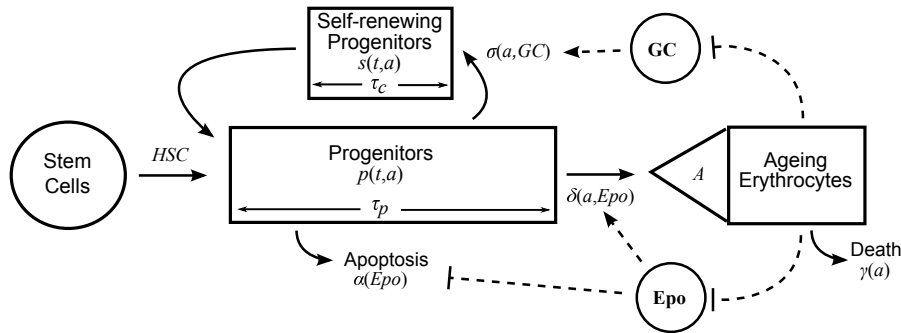 Self-renewing
Progenitors
s(t,a)
τc
σ(a,GC)
GC
Stem
Cells
HSC
Progenitors
p(t,a)
τp
δ(a,Epo)
A
Ageing
Erythrocytes
Apoptosis
α(Epo)
Epo
Death
γ(a)